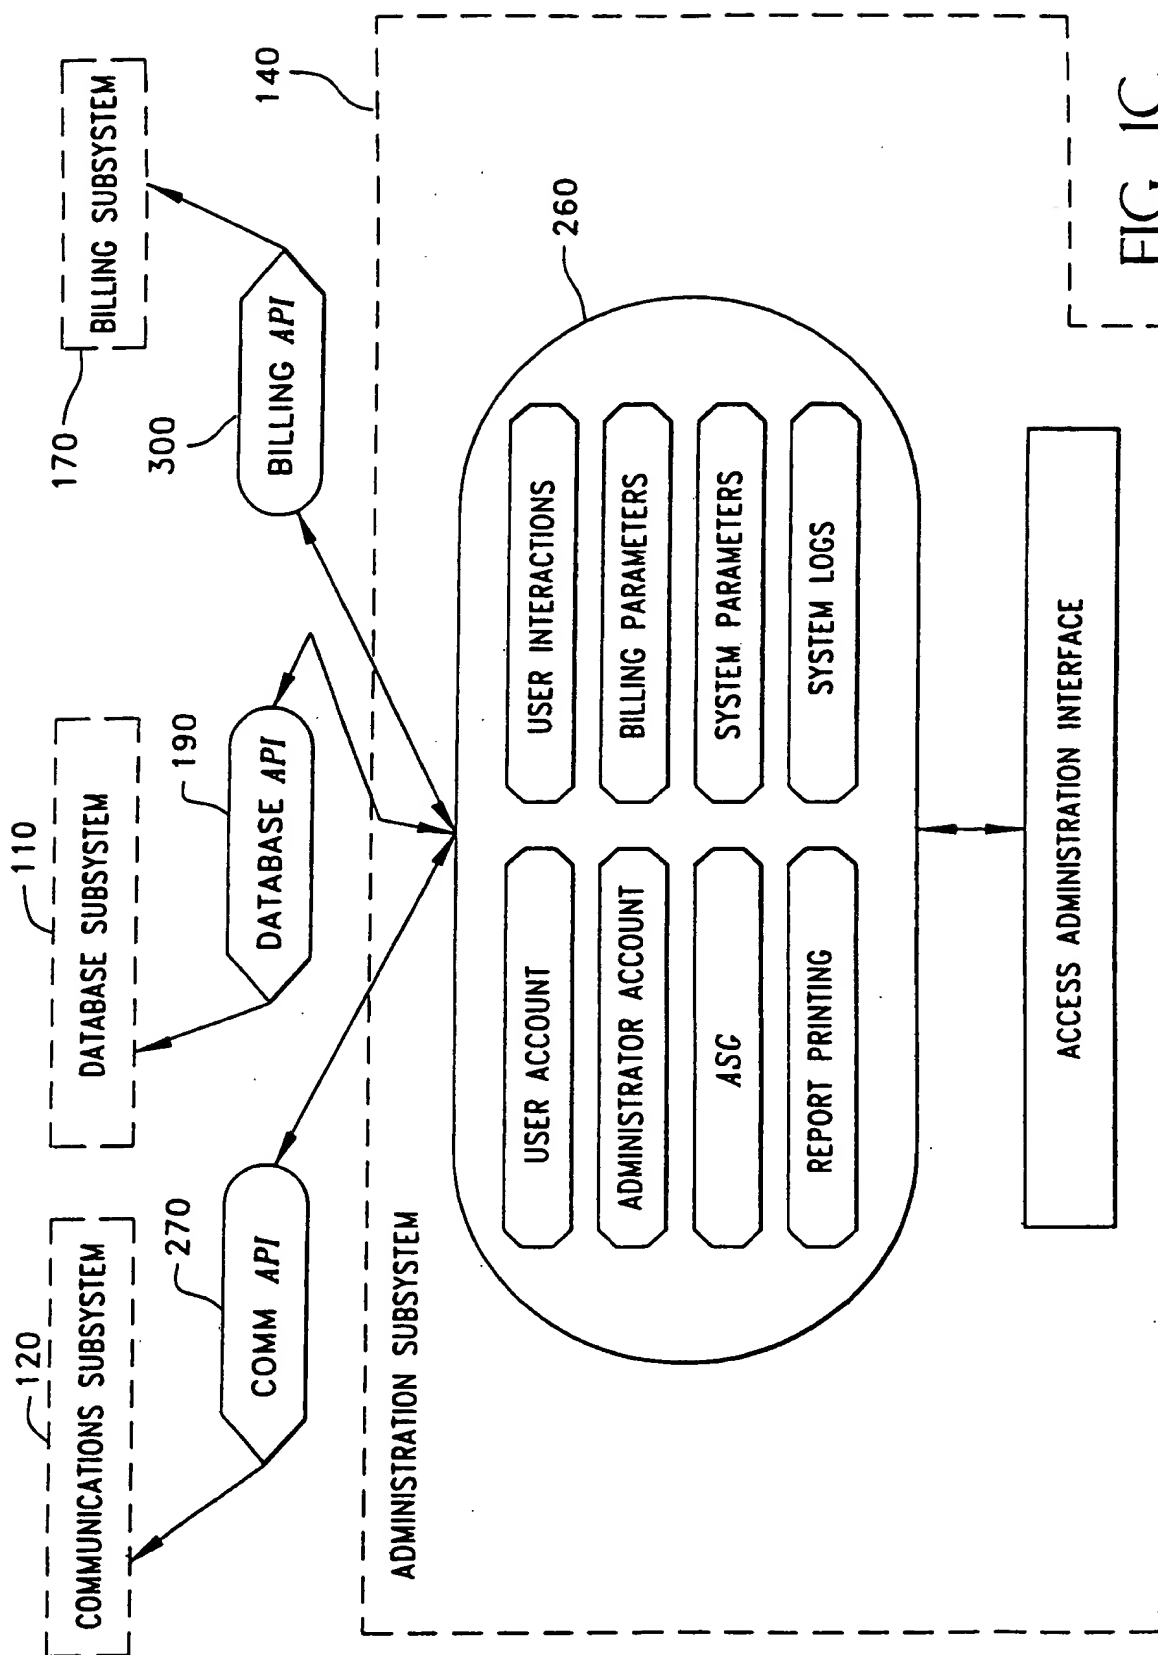 120
COMMUNICATIONS SUBSYSTEM
110
DATABASE SUBSYSTEM
170
BILLING SUBSYSTEM
270
COMM API
190
DATABASE API
300
BILLING API
140
ADMINISTRATION SUBSYSTEM
260
USER ACCOUNT
USER INTERACTIONS
ADMINISTRATOR ACCOUNT
BILLING PARAMETERS
ASG
SYSTEM PARAMETERS
REPORT PRINTING
SYSTEM LOGS
ACCESS ADMINISTRATION INTERFACE
FIG. 1C